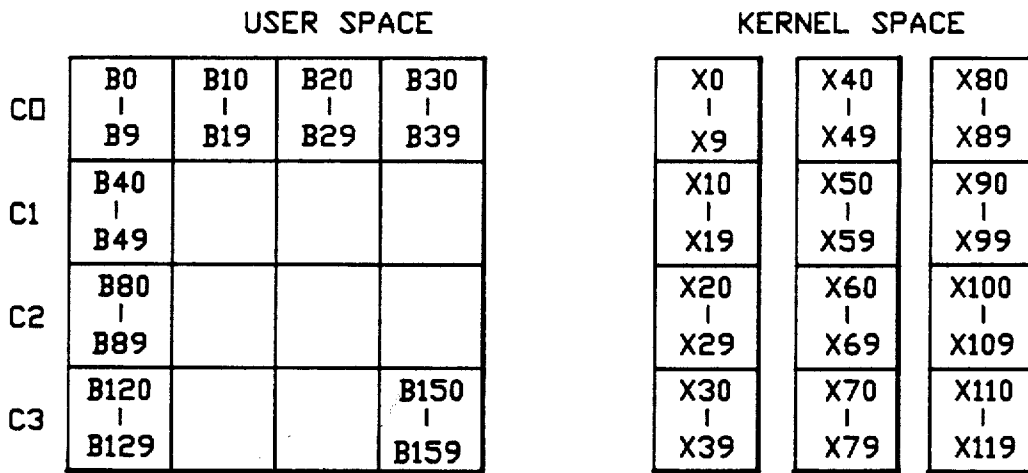 USER SPACE KERNEL SPACE
C0 B0 B10 B20 B30 X0 X40 X80
| | | | | | |
B9 B19 B29 B39 X9 X49 X89
C1 B40 X10 X50 X90
| | | |
B49 X19 X59 X99
C2 B80 X20 X60 X100
| | | |
B89 X29 X69 X109
C3 B120 B150 X30 X70 X110
| | | | |
B129 B159 X39 X79 X119